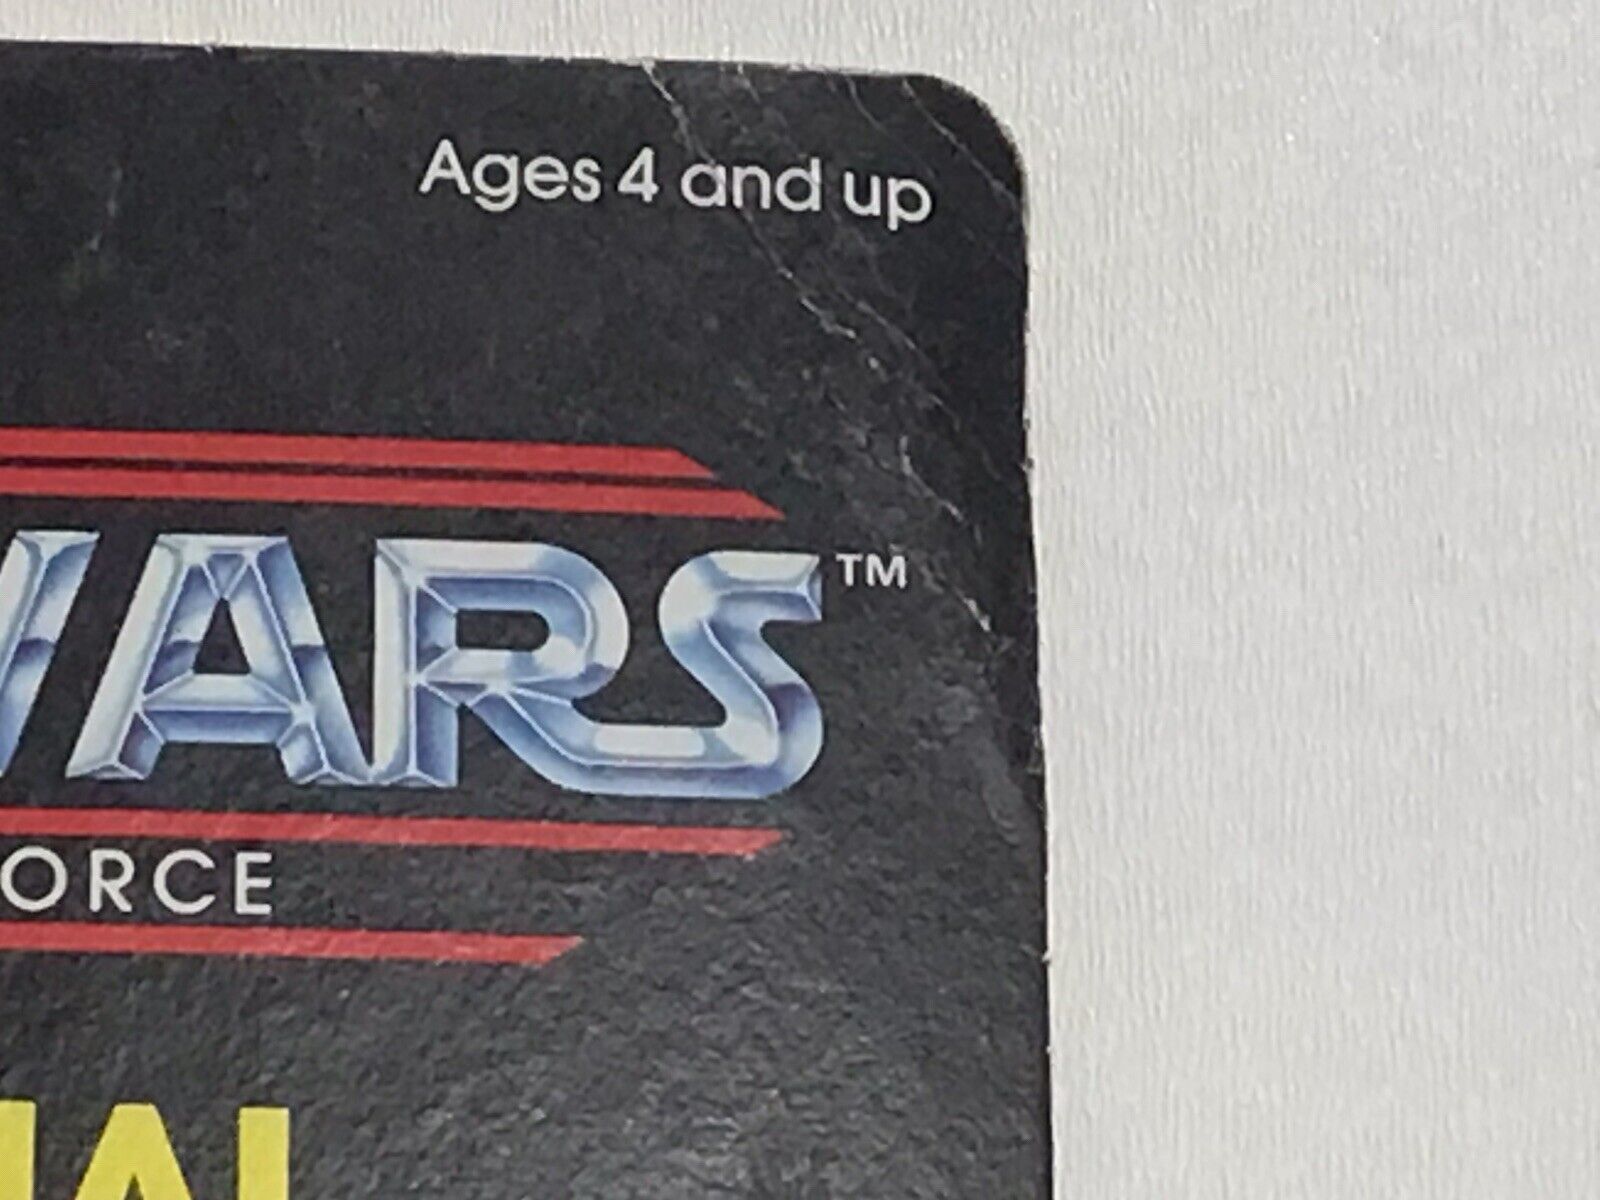 Ages 4 and up
WARS™
ORCE